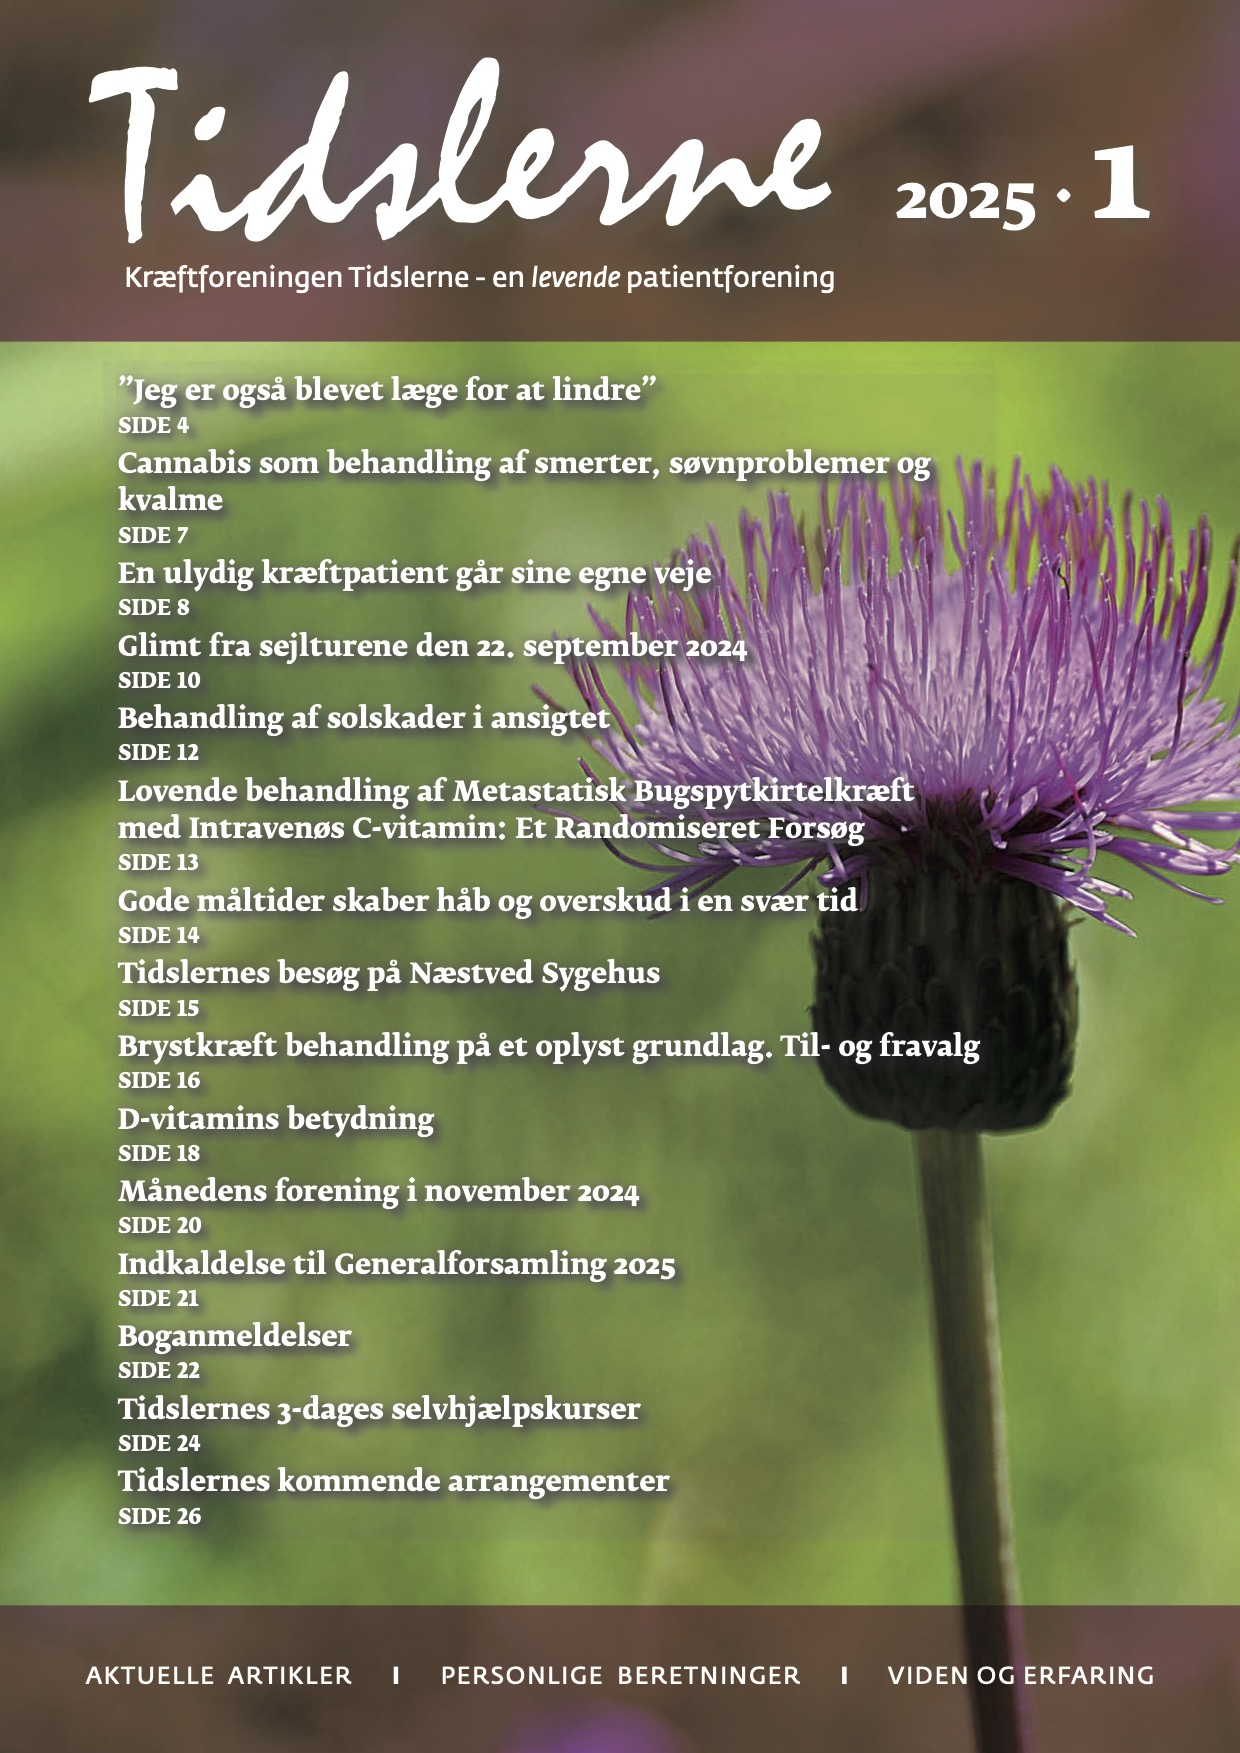 Tidslerne 2025 · 1
Kræftforeningen Tidslerne - en levende patientforening
”Jeg er også blevet læge for at lindre”
SIDE 4
Cannabis som behandling af smerter, søvnproblemer og
kvalme
SIDE 7
En ulydig kræftpatient går sine egne veje
SIDE 8
Glimt fra sejlturene den 22. september 2024
SIDE 10
Behandling af solskader i ansigtet
SIDE 12
Lovende behandling af Metastatisk Bugspytkirtelkræft
med Intravenøs C-vitamin: Et Randomiseret Forsøg
SIDE 13
Gode måltider skaber håb og overskud i en svær tid
SIDE 14
Tidslernes besøg på Næstved Sygehus
SIDE 15
Brystkræft behandling på et oplyst grundlag. Til- og fravalg
SIDE 16
D-vitamins betydning
SIDE 18
Månedens forening i november 2024
SIDE 20
Indkaldelse til Generalforsamling 2025
SIDE 21
Boganmeldelser
SIDE 22
Tidslernes 3-dages selvhjælpskurser
SIDE 24
Tidslernes kommende arrangementer
SIDE 26
AKTUELLE ARTIKLER I PERSONLIGE BERETNINGER I VIDEN OG ERFARING